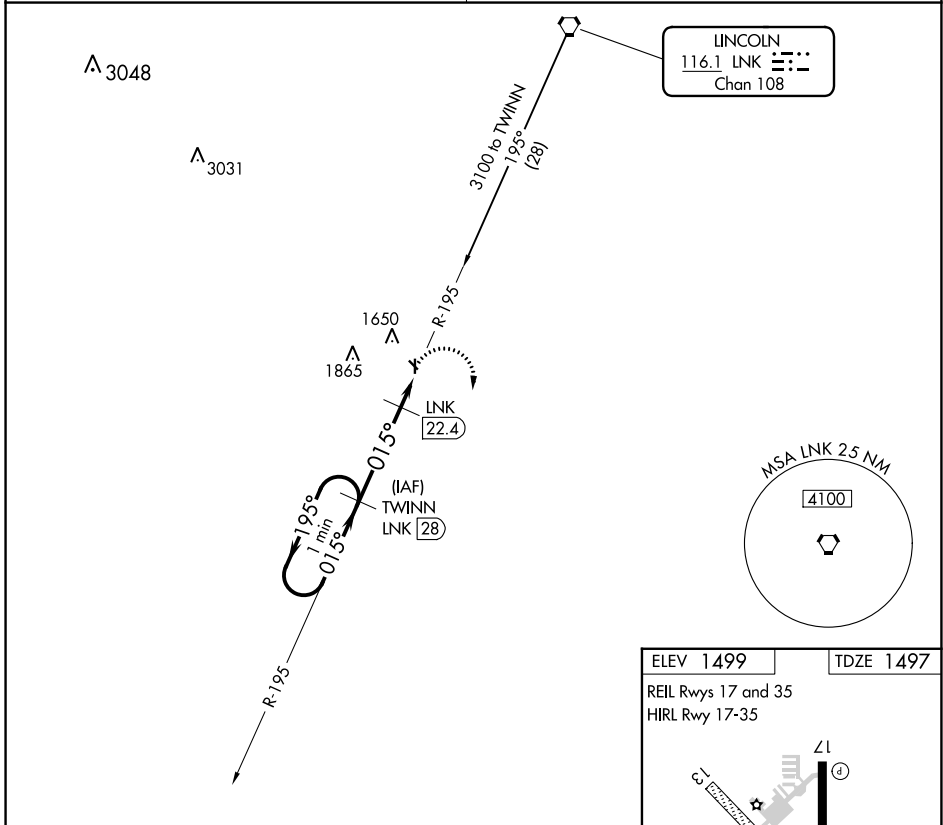 LINCOLN
116.1 LNK
Chan 108
3048
3031
3100 to TWINN
195°
(28)
R-195
1650
1865
LNK
22.4
015°
(IAF)
TWINN
LNK 28
195°
1 min
015°
R-195
MSA LNK 25 NM
4100
ELEV 1499
TDZE 1497
REIL Rwys 17 and 35
HIRL Rwy 17-35
17
P
13